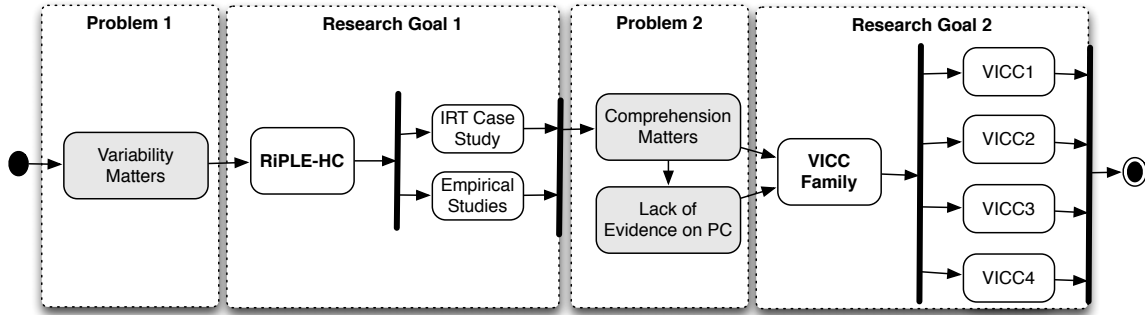 Problem 1
Variability
Matters
Research Goal 1
RiPLE-HC
IRT Case
Study
Empirical
Studies
Problem 2
Comprehension
Matters
Lack of
Evidence on PC
Research Goal 2
VICC
Family
VICC1
VICC2
VICC3
VICC4